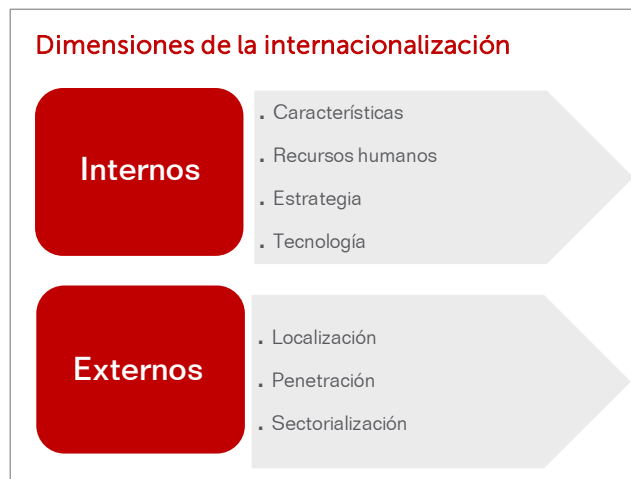 Dimensiones de la internacionalización
Internos
. Características
. Recursos humanos
. Estrategia
. Tecnología
Externos
. Localización
. Penetración
. Sectorialización